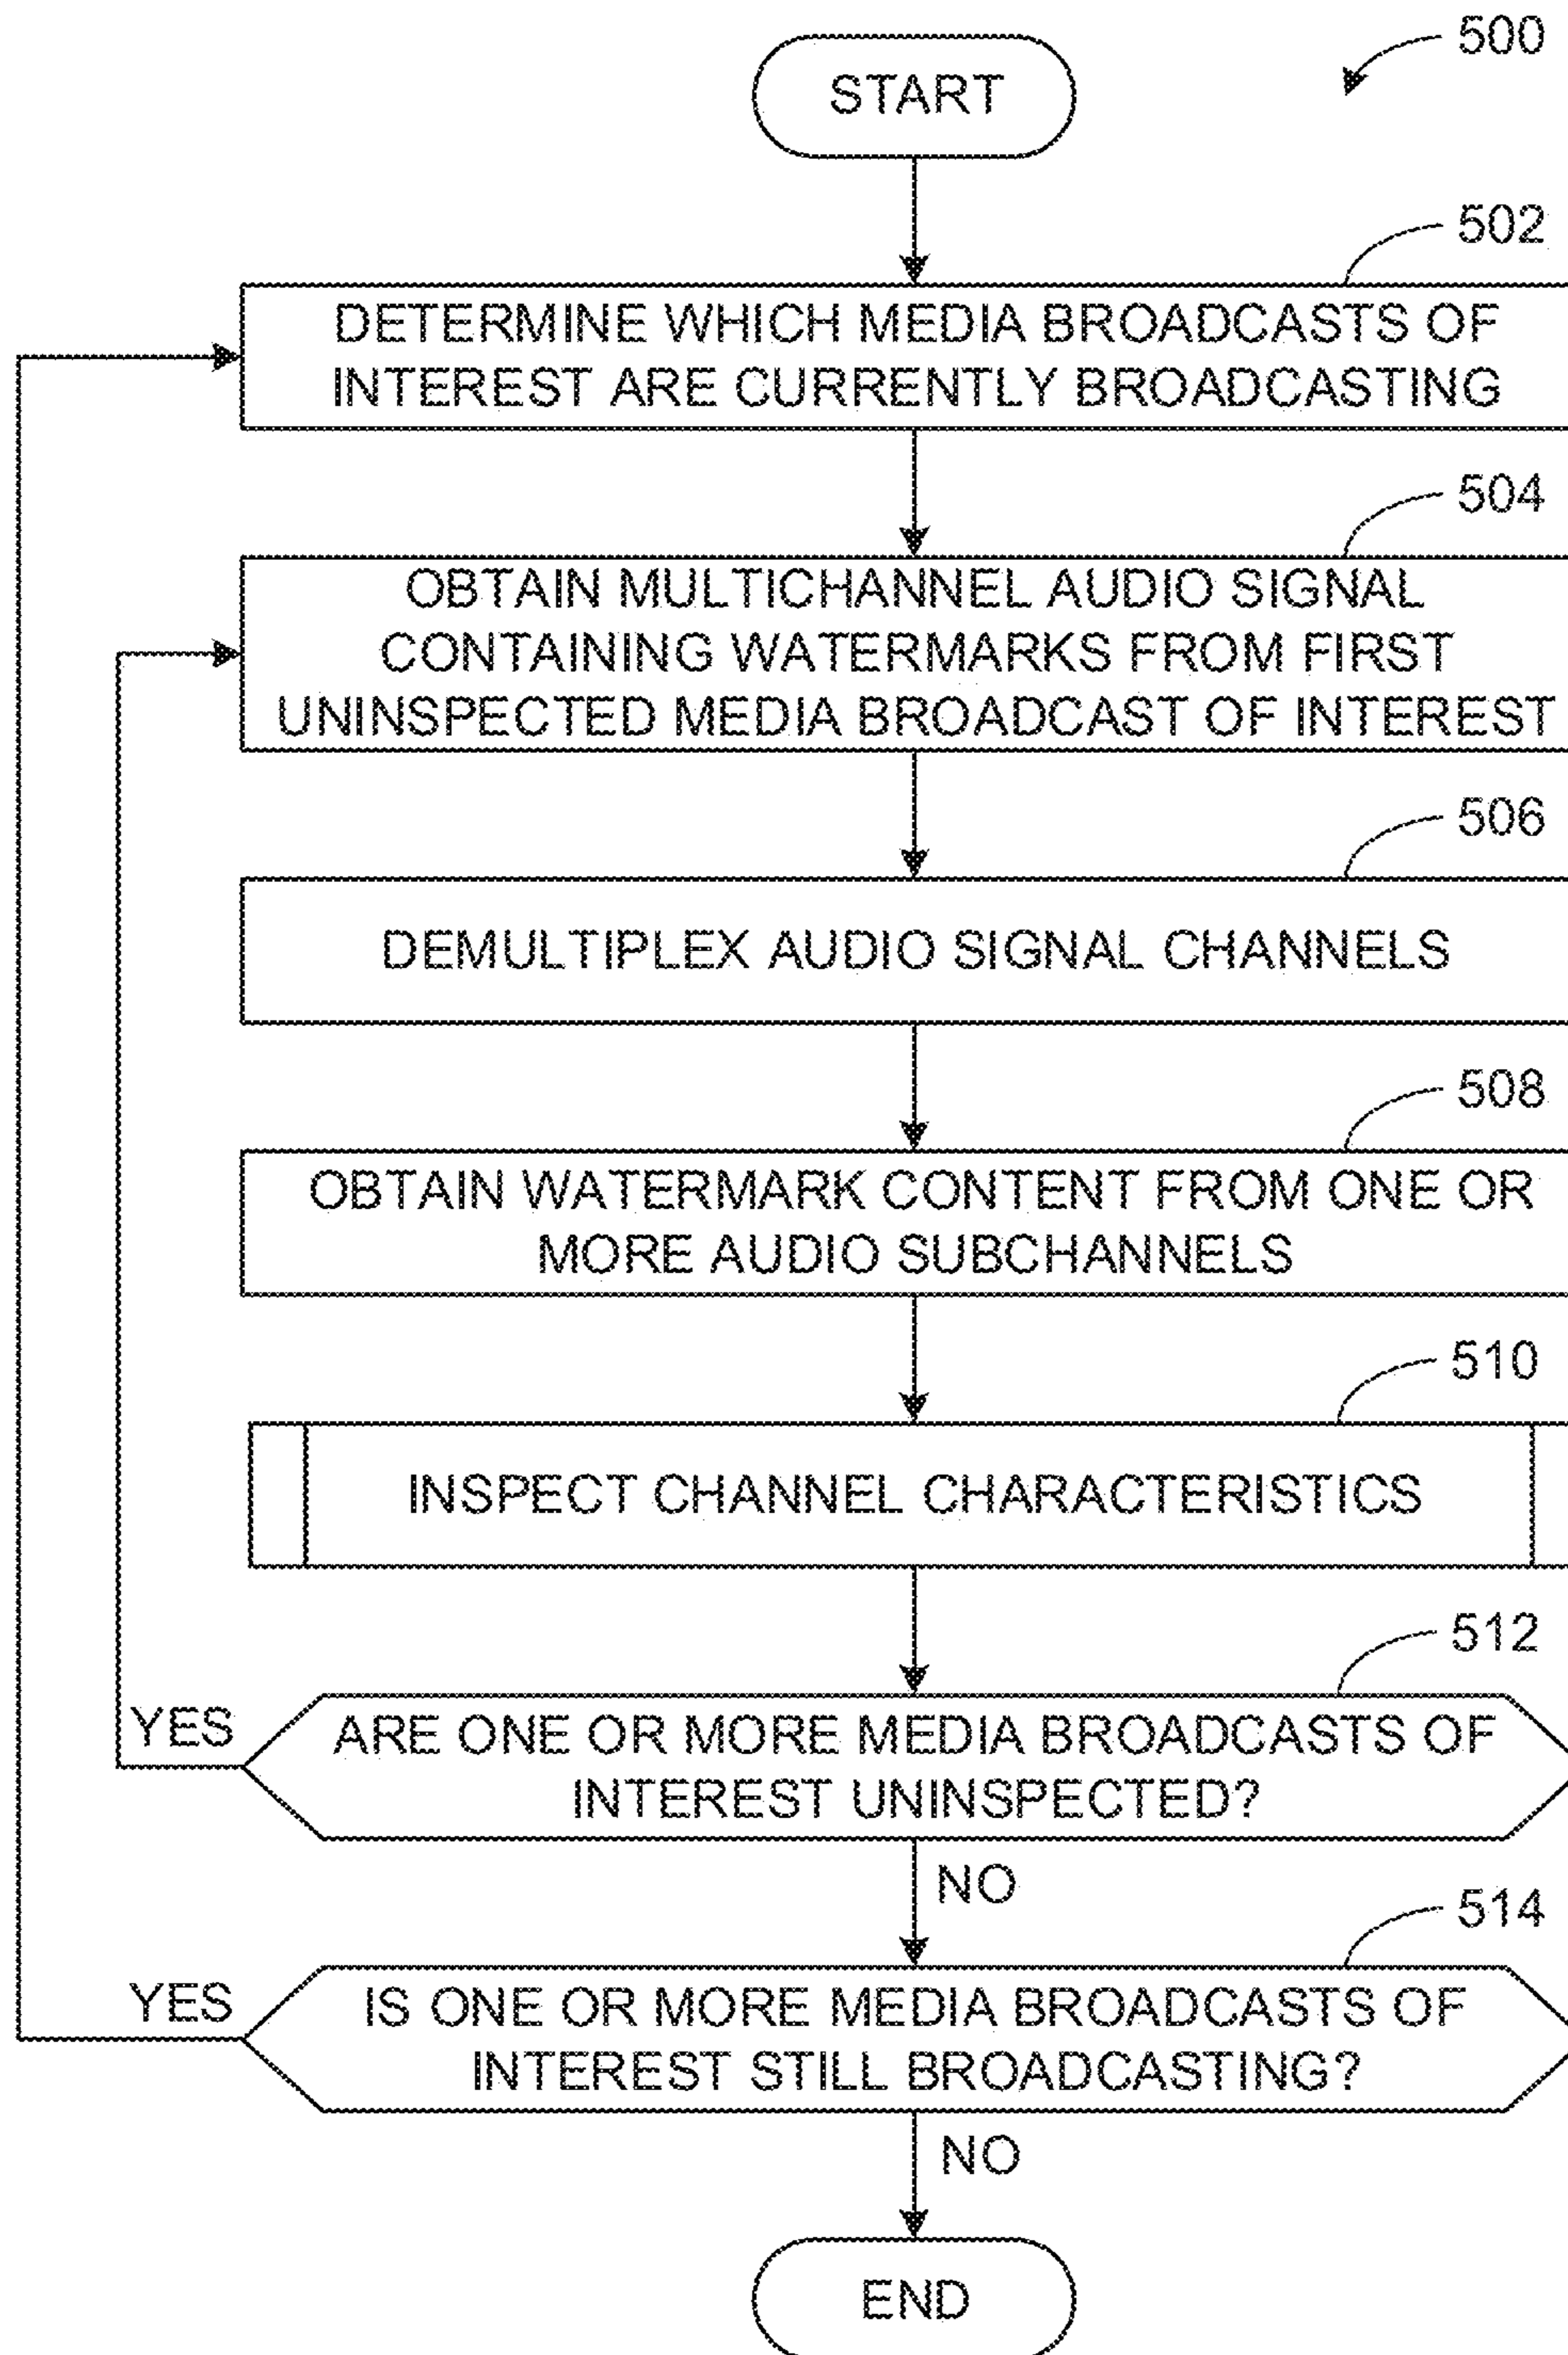 500
START
502
DETERMINE WHICH MEDIA BROADCASTS OF
INTEREST ARE CURRENTLY BROADCASTING
504
OBTAIN MULTICHANNEL AUDIO SIGNAL
CONTAINING WATERMARKS FROM FIRST
UNINSPECTED MEDIA BROADCAST OF INTEREST
506
DEMULTIPLEX AUDIO SIGNAL CHANNELS
508
OBTAIN WATERMARK CONTENT FROM ONE OR
MORE AUDIO SUBCHANNELS
510
INSPECT CHANNEL CHARACTERISTICS
512
YES
ARE ONE OR MORE MEDIA BROADCASTS OF
INTEREST UNINSPECTED?
NO
514
YES
IS ONE OR MORE MEDIA BROADCASTS OF
INTEREST STILL BROADCASTING?
NO
END